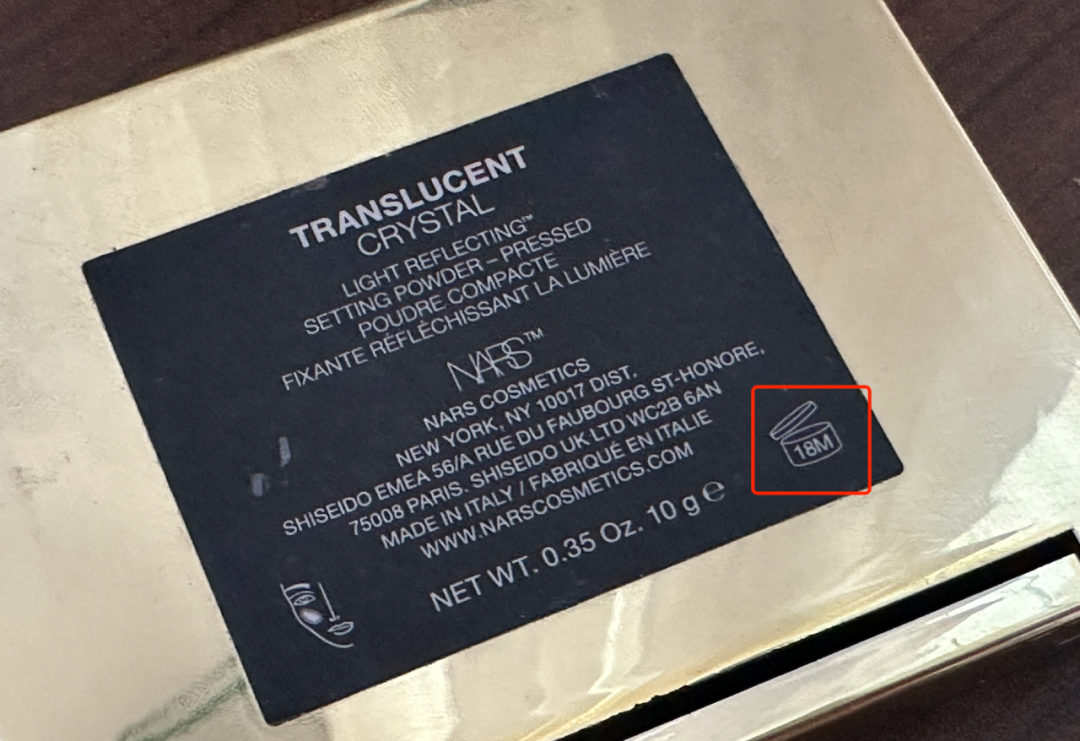 TRANSLUCENT
CRYSTAL
LIGHT REFLECTING™
SETTING POWDER – PRESSED
POUDRE COMPACTE
FIXANTE RÉFLÉCHISSANT LA LUMIÈRE
NARS™
NARS COSMETICS
NEW YORK, NY 10017 DIST.
SHISEIDO EMEA 56/A RUE DU FAUBOURG ST-HONORE,
75008 PARIS. SHISEIDO UK LTD WC2B 6AN
MADE IN ITALY / FABRIQUÉ EN ITALIE
WWW.NARSCOSMETICS.COM
NET WT. 0.35 Oz. 10 g ℮
18M